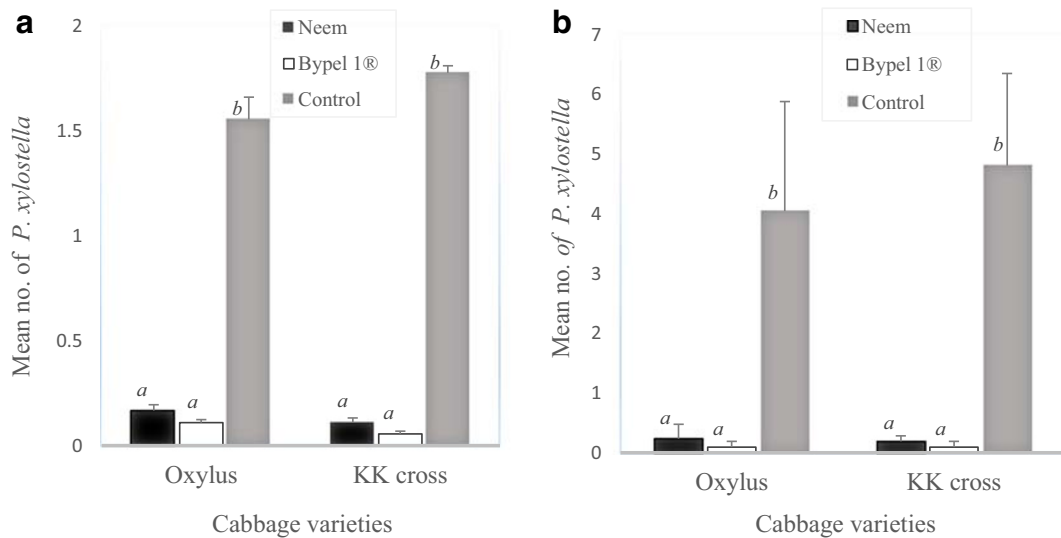 a
Mean no. of P. xylostella
2
1.5
1
0.5
0
Neem
Bypel 1®
Control
a
a
b
a
a
b
Oxylus
KK cross
Cabbage varieties
b
Mean no. of P. xylostella
7
6
5
4
3
2
1
0
Neem
Bypel 1®
Control
a
a
b
a
a
b
Oxylus
KK cross
Cabbage varieties